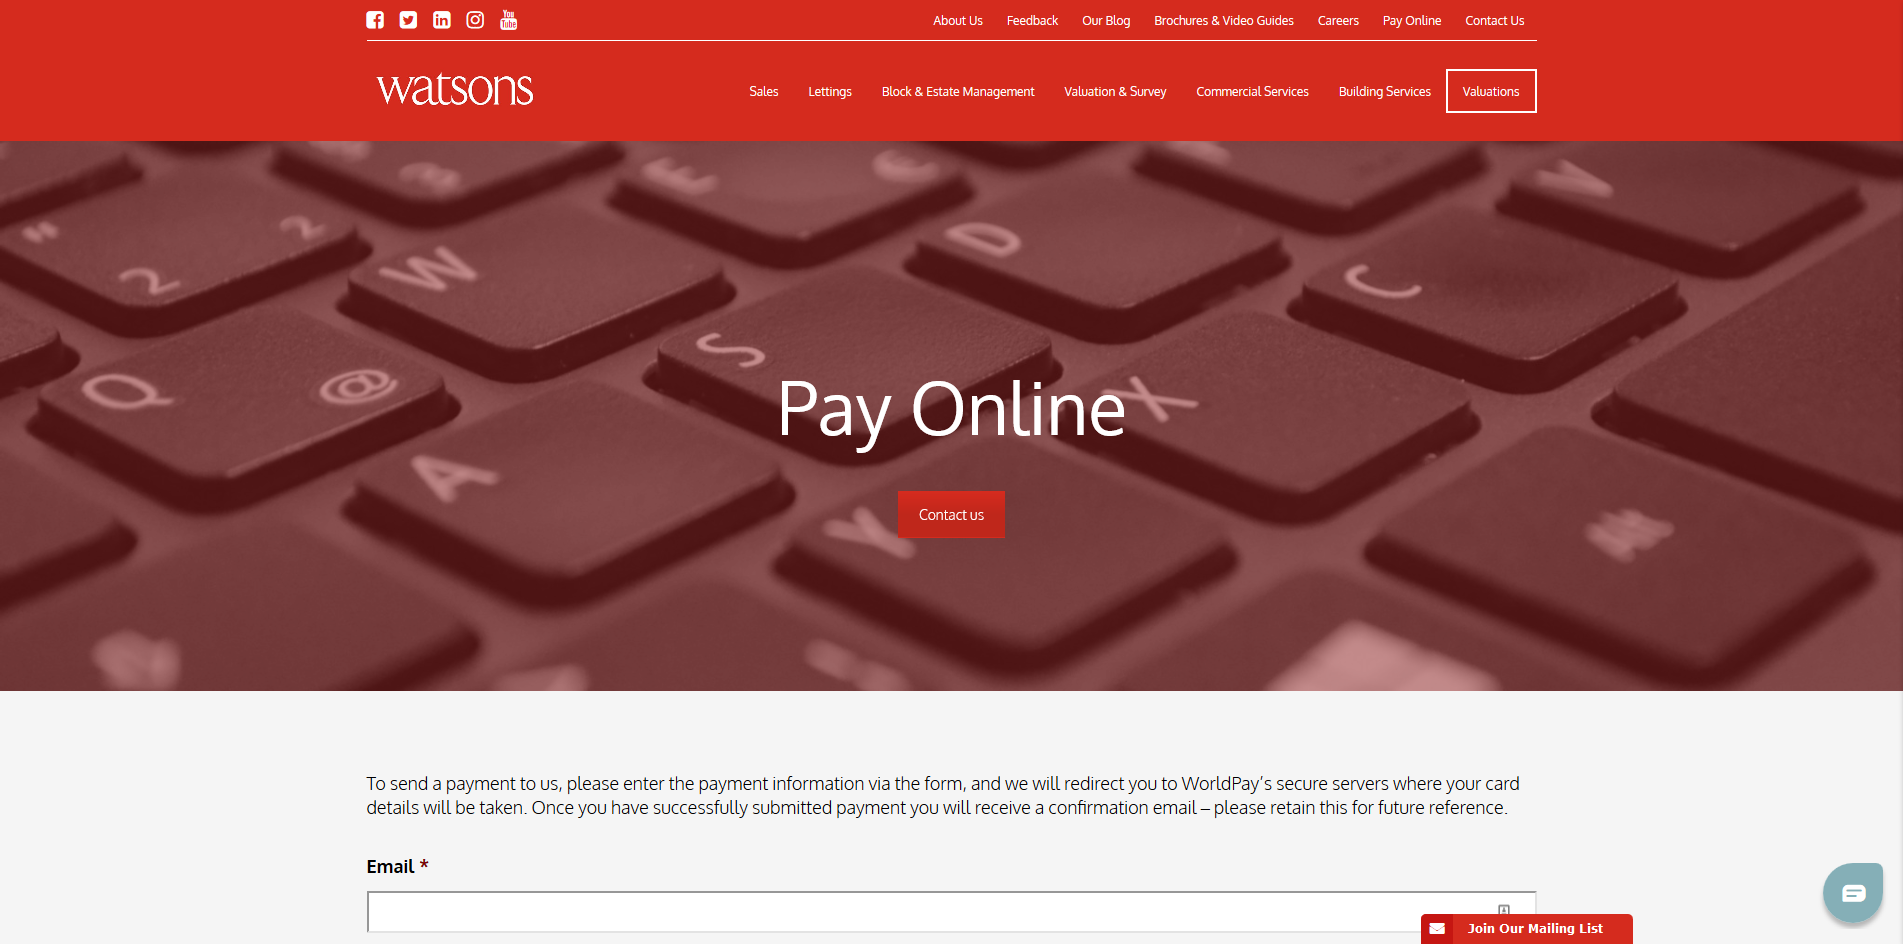 You Tube
About Us Feedback Our Blog Brochures & Video Guides Careers Pay Online Contact Us
watsons
Sales Lettings Block & Estate Management Valuation & Survey Commercial Services Building Services Valuations
E € V
" 2 2 W D C
Q @ S X
A Y
Pay Online
Contact us
To send a payment to us, please enter the payment information via the form, and we will redirect you to WorldPay's secure servers where your card
details will be taken. Once you have successfully submitted payment you will receive a confirmation email – please retain this for future reference.
Email *
Join Our Mailing List